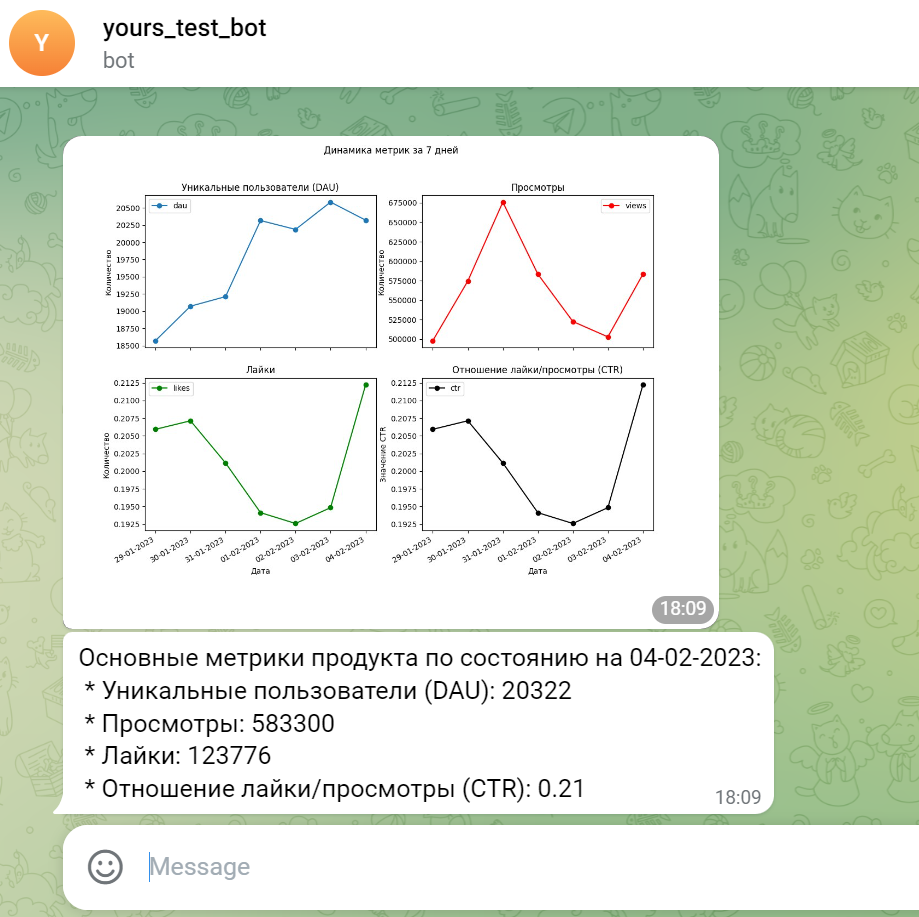 Y
yours_test_bot
bot
Динамика метрик за 7 дней
Уникальные пользователи (DAU)
dau
Количество
20500
20250
20000
19750
19500
19250
19000
18750
18500
Просмотры
views
Количество
675000
650000
625000
600000
575000
550000
525000
500000
Лайки
likes
Количество
0.2125
0.2100
0.2075
0.2050
0.2025
0.2000
0.1975
0.1950
0.1925
29-01-2023
30-01-2023
31-01-2023
01-02-2023
02-02-2023
03-02-2023
04-02-2023
Дата
Отношение лайки/просмотры (CTR)
ctr
Значение CTR
0.2125
0.2100
0.2075
0.2050
0.2025
0.2000
0.1975
0.1950
0.1925
29-01-2023
30-01-2023
31-01-2023
01-02-2023
02-02-2023
03-02-2023
04-02-2023
Дата
18:09
Основные метрики продукта по состоянию на 04-02-2023:
* Уникальные пользователи (DAU): 20322
* Просмотры: 583300
* Лайки: 123776
* Отношение лайки/просмотры (CTR): 0.21
18:09
Message